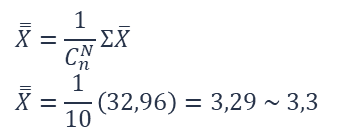 X̿ = 1/C_n^N ΣX̅
X̿ = 1/10 (32,96) = 3,29 ~ 3,3